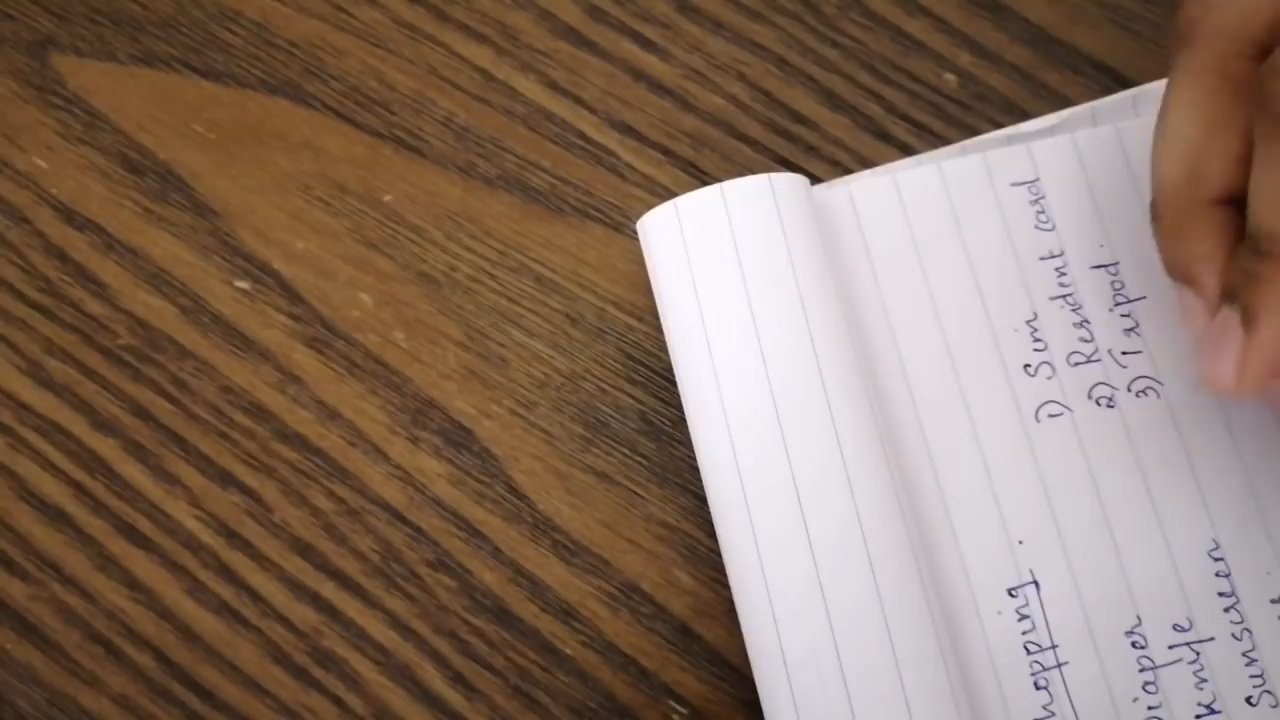 hopping.
iaper
knife
Sunscreen
1) Sim
2) Resident card
3) Tripod.